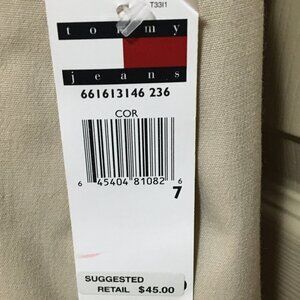 T33I1
tommy
jeans
661613146 236
COR
6 45404 81082 6
7
SUGGESTED
RETAIL $45.00